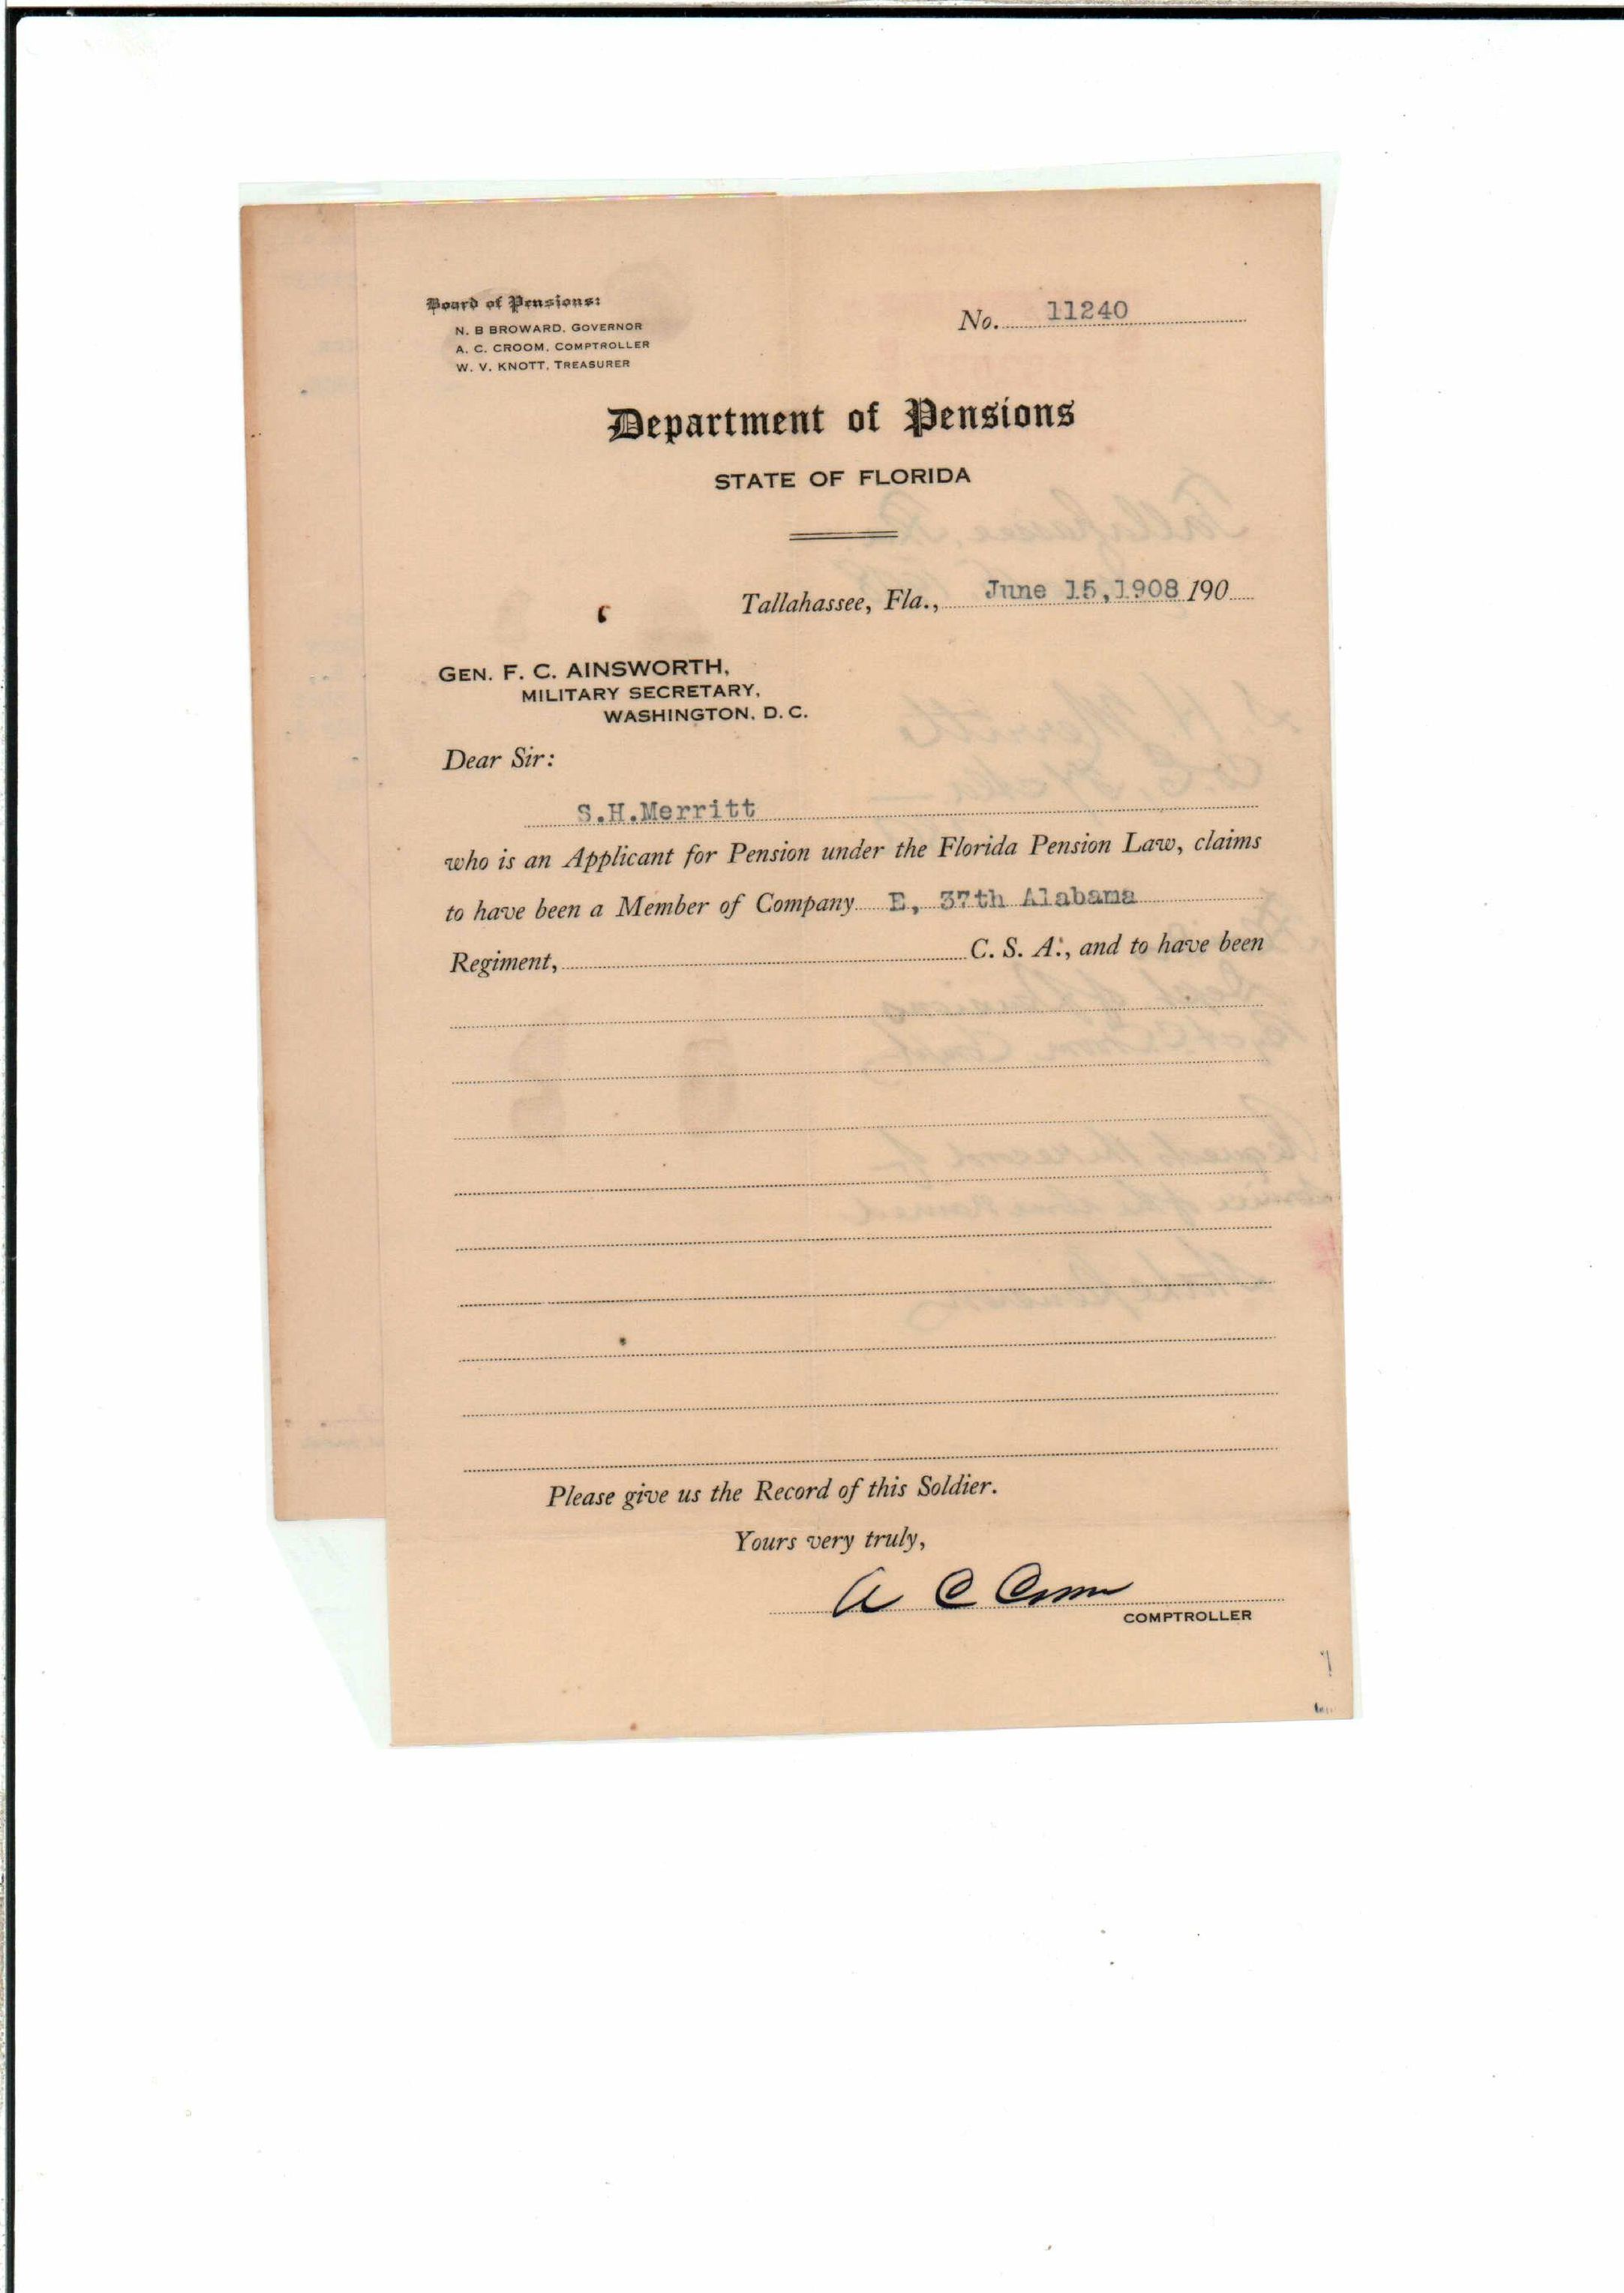 Board of Pensions:
N. B BROWARD, GOVERNOR
A. C. CROOM, COMPTROLLER
W. V. KNOTT, TREASURER
No. 11240
Department of Pensions
STATE OF FLORIDA
Tallahassee, Fla., June 15,1908 190
GEN. F. C. AINSWORTH,
MILITARY SECRETARY,
WASHINGTON, D. C.
Dear Sir:
S.H.Merritt
who is an Applicant for Pension under the Florida Pension Law, claims
to have been a Member of Company E, 37th Alabama
Regiment, C. S. A., and to have been
Please give us the Record of this Soldier.
Yours very truly,
A C Croom
COMPTROLLER